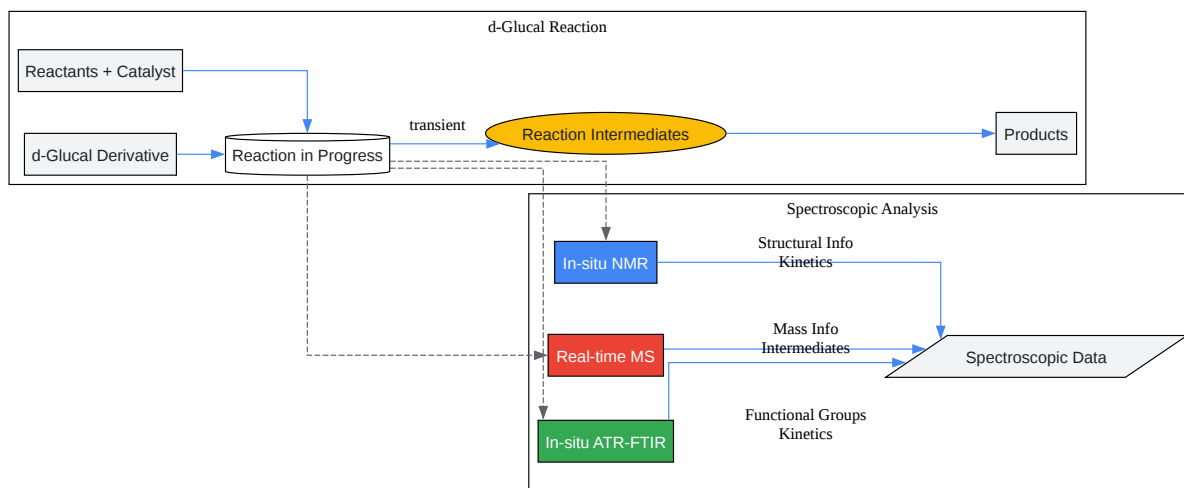 d-Glucal Reaction
Reactants + Catalyst
transient
Reaction Intermediates
Products
d-Glucal Derivative
Reaction in Progress
Spectroscopic Analysis
In-situ NMR
Structural Info
Kinetics
Real-time MS
Mass Info
Intermediates
Spectroscopic Data
In-situ ATR-FTIR
Functional Groups
Kinetics